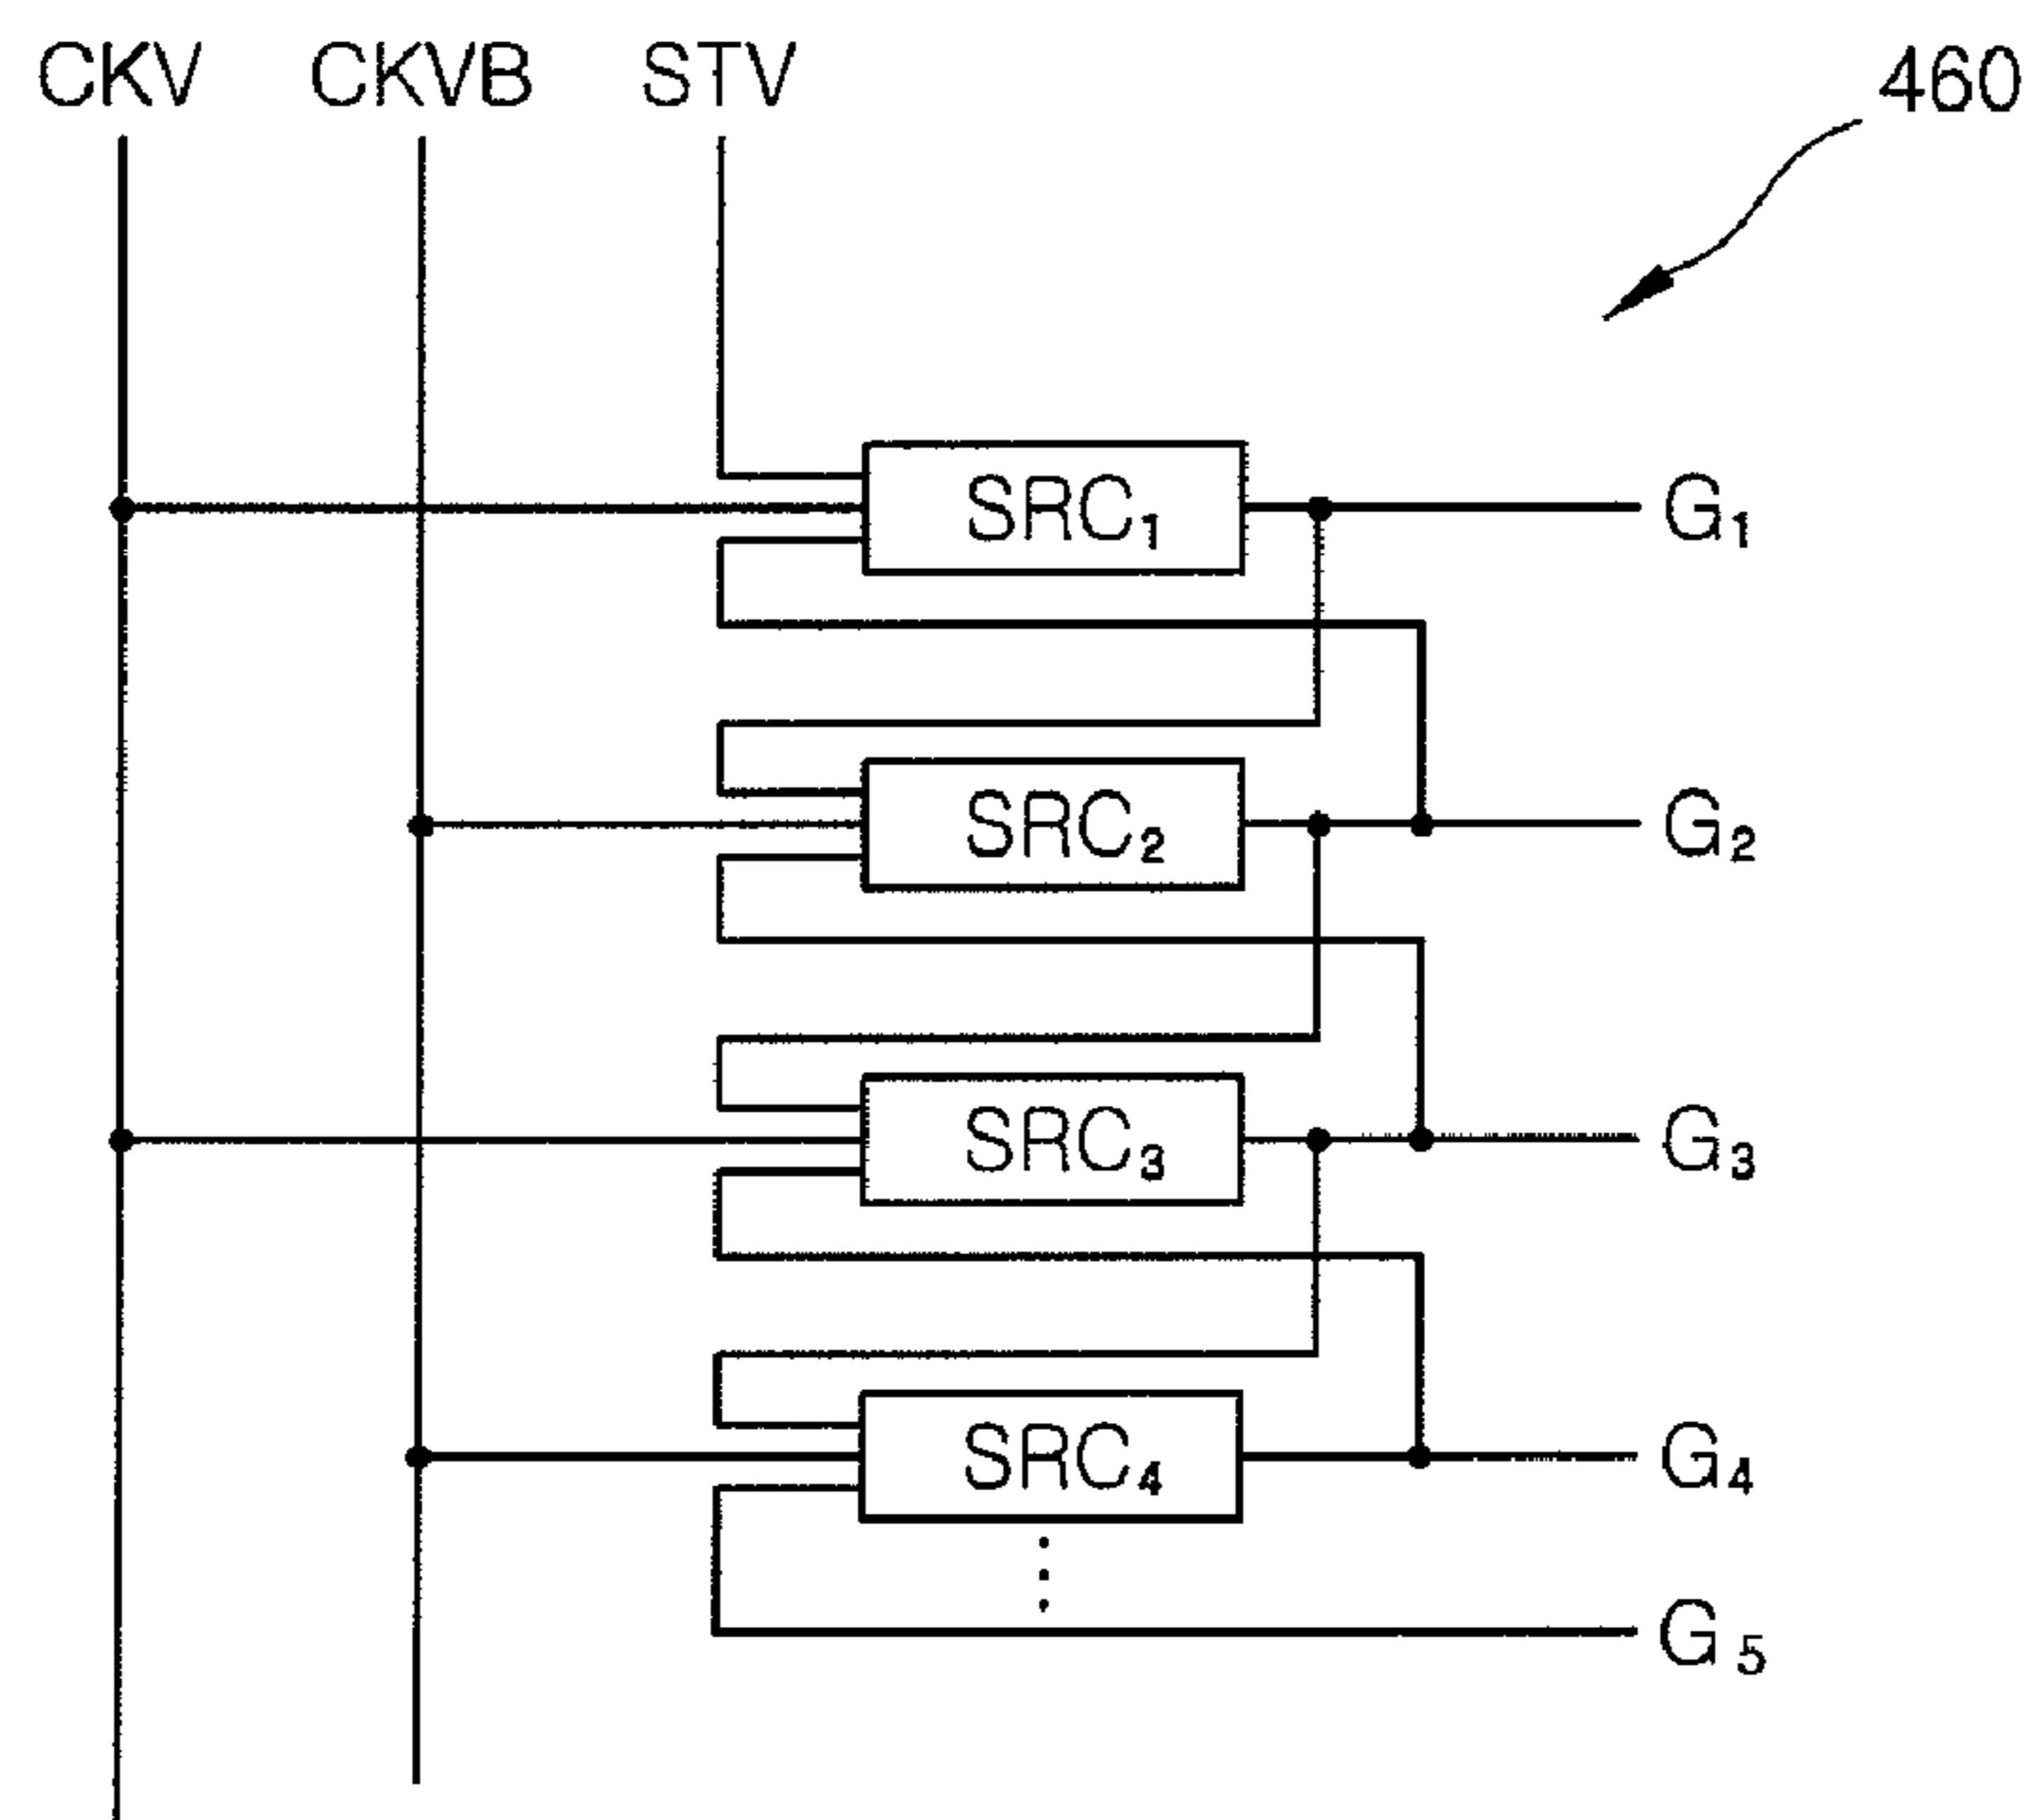 CKV CKVB STV 460
SRC₁ G₁
SRC₂ G₂
SRC₃ G₃
SRC₄ G₄
G₅